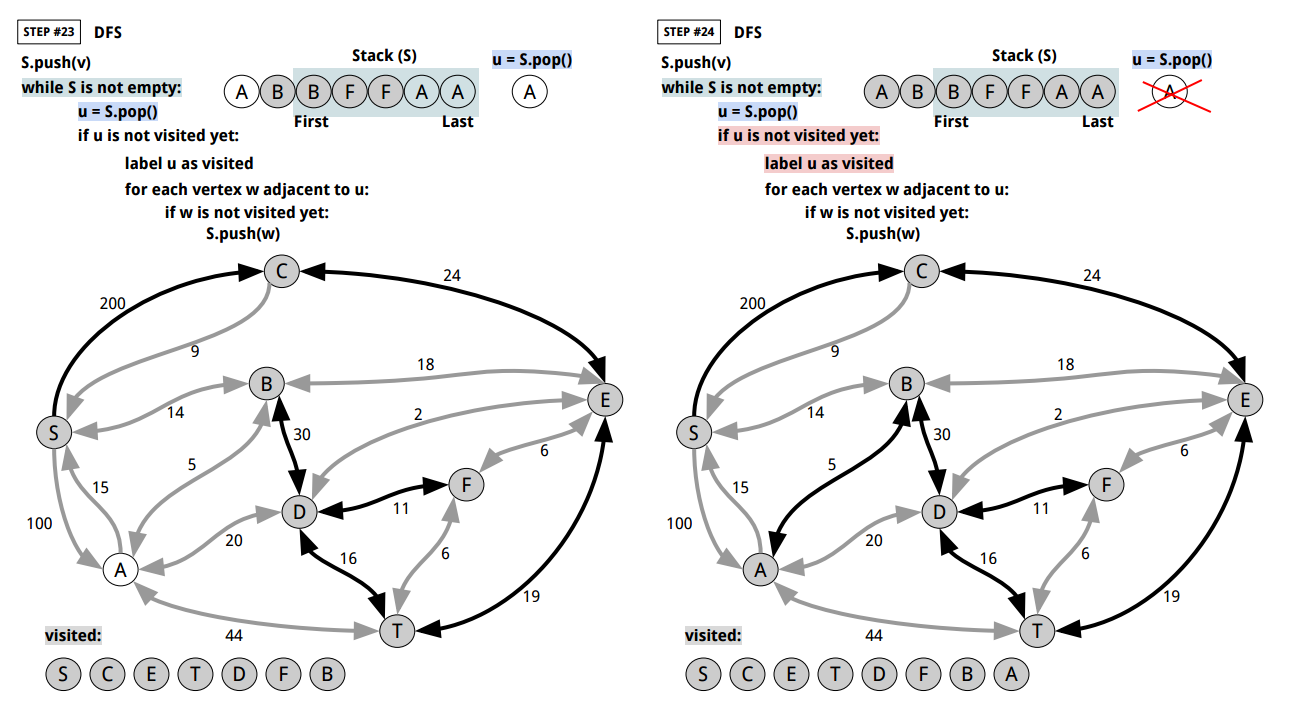 STEP #23 DFS
S.push(v)
while S is not empty:
u = S.pop()
if u is not visited yet:
label u as visited
for each vertex w adjacent to u:
if w is not visited yet:
S.push(w)
Stack (S)
A B B F F A A
First Last
u = S.pop()
A
C
24
200
9
B
18
E
S
14
2
30
5
6
F
15
D
11
100
20
A
16
6
19
T
44
visited:
S C E T D F B
STEP #24 DFS
S.push(v)
while S is not empty:
u = S.pop()
if u is not visited yet:
label u as visited
for each vertex w adjacent to u:
if w is not visited yet:
S.push(w)
Stack (S)
A B B F F A A
First Last
u = S.pop()
A
C
24
200
9
B
18
E
S
14
2
30
5
6
F
15
D
11
100
20
A
16
6
19
T
44
visited:
S C E T D F B A